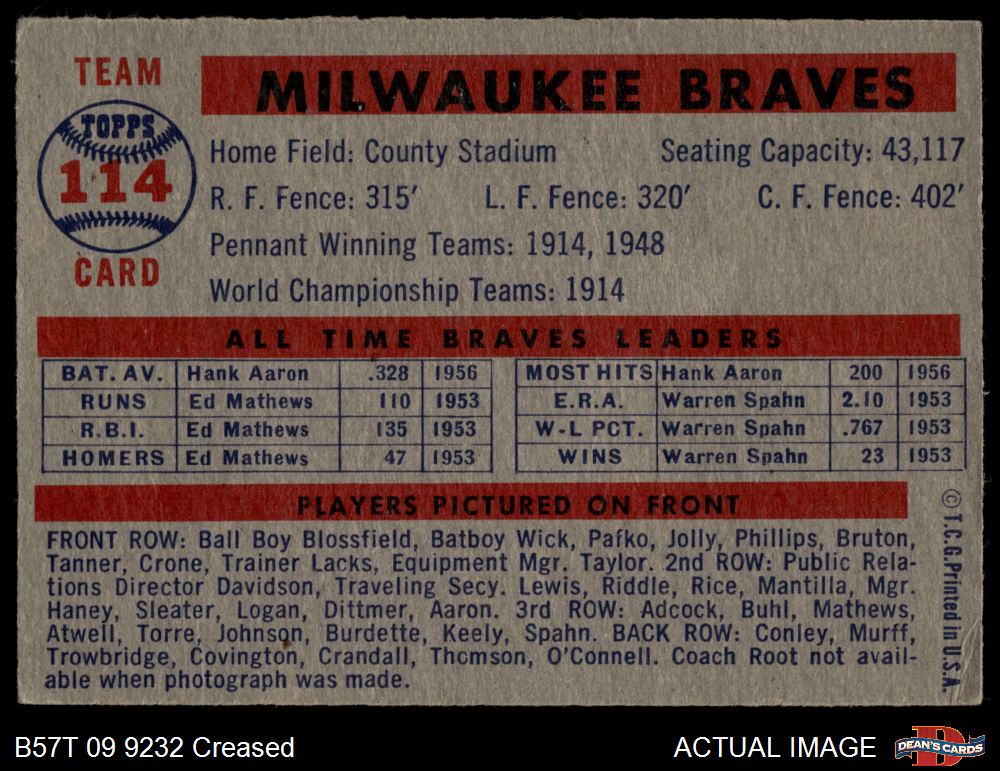 TEAM
TOPPS
114
CARD
MILWAUKEE BRAVES
Home Field: County Stadium Seating Capacity: 43,117
R. F. Fence: 315′ L. F. Fence: 320′ C. F. Fence: 402′
Pennant Winning Teams: 1914, 1948
World Championship Teams: 1914
ALL TIME BRAVES LEADERS
BAT. AV. Hank Aaron .328 1956 MOST HITS Hank Aaron 200 1956
RUNS Ed Mathews 110 1953 E.R.A. Warren Spahn 2.10 1953
R.B.I. Ed Mathews 135 1953 W-L PCT. Warren Spahn .767 1953
HOMERS Ed Mathews 47 1953 WINS Warren Spahn 23 1953
PLAYERS PICTURED ON FRONT
FRONT ROW: Ball Boy Blossfield, Batboy Wick, Pafko, Jolly, Phillips, Bruton,
Tanner, Crone, Trainer Lacks, Equipment Mgr. Taylor. 2nd ROW: Public Rela-
tions Director Davidson, Traveling Secy. Lewis, Riddle, Rice, Mantilla, Mgr.
Haney, Sleater, Logan, Dittmer, Aaron. 3rd ROW: Adcock, Buhl, Mathews,
Atwell, Torre, Johnson, Burdette, Keely, Spahn. BACK ROW: Conley, Murff,
Trowbridge, Covington, Crandall, Thomson, O'Connell. Coach Root not avail-
able when photograph was made.
© T.C.G. Printed in U.S.A.
B57T 09 9232 Creased ACTUAL IMAGE
D
DEAN'S CARDS